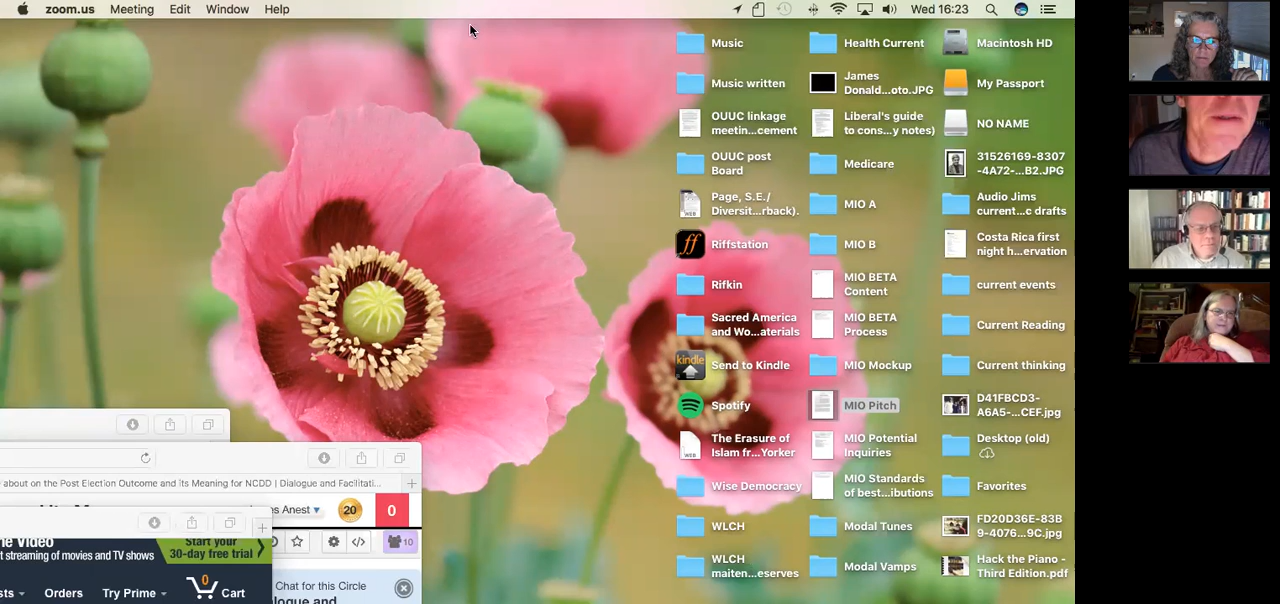 zoom.us Meeting Edit Window Help Wed 16:23
Music
Music written
OUUC linkage
meetin...cement
OUUC post
Board
Page, S.E./
Diversit...rback).
WEB
Riffstation
Rifkin
Sacred America
and Wo...aterials
kindle
Send to Kindle
Spotify
The Erasure of
Islam fr...Yorker
WEB
Wise Democracy
WLCH
WLCH
maiten...eserves
Health Current
James
Donald...oto.JPG
Liberal's guide
to cons...y notes)
Medicare
MIO A
MIO B
MIO BETA
Content
MIO BETA
Process
MIO Mockup
MIO Pitch
MIO Potential
Inquiries
MIO Standards
of best...ibutions
Modal Tunes
Modal Vamps
Macintosh HD
My Passport
NO NAME
31526169-8307
-4A72-...B2.JPG
Audio Jims
current...c drafts
Costa Rica first
night h...ervation
current events
Current Reading
Current thinking
D41FBCD3-
A6A5-...CEF.jpg
Desktop (old)
Favorites
FD20D36E-83B
9-4076...9C.jpg
Hack the Piano -
Third Edition.pdf
about on the Post Election Outcome and its Meaning for NCDD | Dialogue and Facilitati...
Anest 20 0
10
Chat for this Circle
Video
streaming of movies and TV shows
Start your
30-day free trial
Orders Try Prime 0 Cart